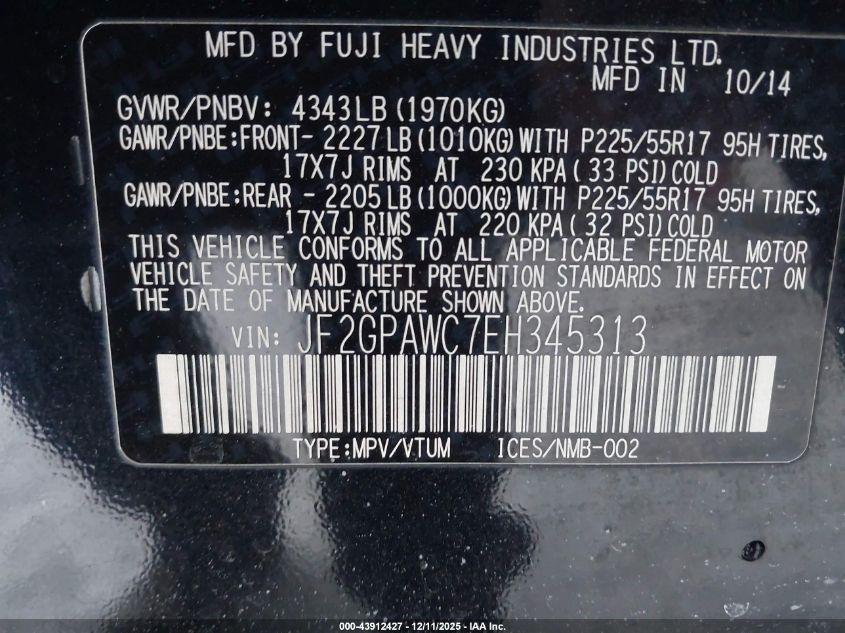 MFD BY FUJI HEAVY INDUSTRIES LTD.
MFD IN 10/14
GVWR/PNBV: 4343LB (1970KG)
GAWR/PNBE:FRONT- 2227 LB (1010KG) WITH P225/55R17 95H TIRES,
17X7J RIMS AT 230 KPA ( 33 PSI) COLD
GAWR/PNBE:REAR - 2205 LB (1000KG) WITH P225/55R17 95H TIRES,
17X7J RIMS AT 220 KPA ( 32 PSI) COLD
THIS VEHICLE CONFORMS TO ALL APPLICABLE FEDERAL MOTOR
VEHICLE SAFETY AND THEFT PREVENTION STANDARDS IN EFFECT ON
THE DATE OF MANUFACTURE SHOWN ABOVE.
VIN: JF2GPAWC7EH345313
TYPE:MPV/VTUM ICES/NMB-002
000-43912427 - 12/11/2025 - IAA Inc.